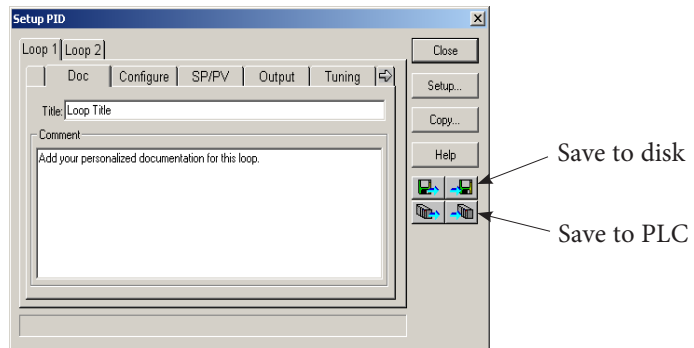 Setup PID
Loop 1 Loop 2
Doc Configure SP/PV Output Tuning
Title: Loop Title
Comment
Add your personalized documentation for this loop.
Close
Setup...
Copy...
Help
Save to disk
Save to PLC